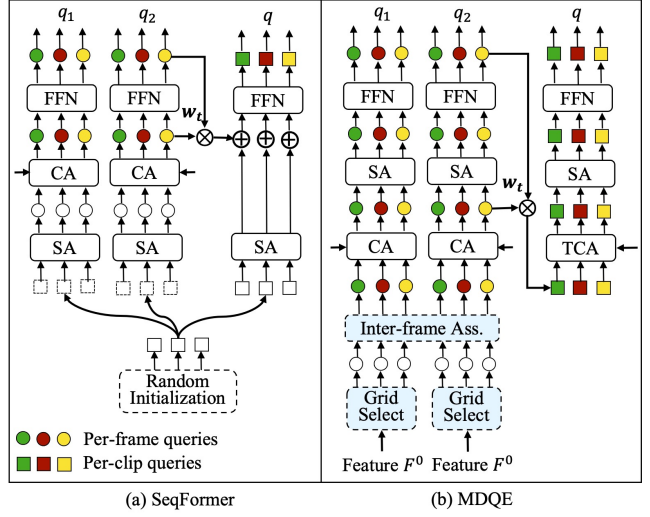 q₁ q₂ q
FFN FFN FFN
wₜ
CA CA
SA SA SA
Random
Initialization
Per-frame queries
Per-clip queries
(a) SeqFormer
q₁ q₂ q
FFN FFN FFN
SA SA SA
wₜ
CA CA TCA
Inter-frame Ass.
Grid
Select
Grid
Select
Feature F⁰ Feature F⁰
(b) MDQE